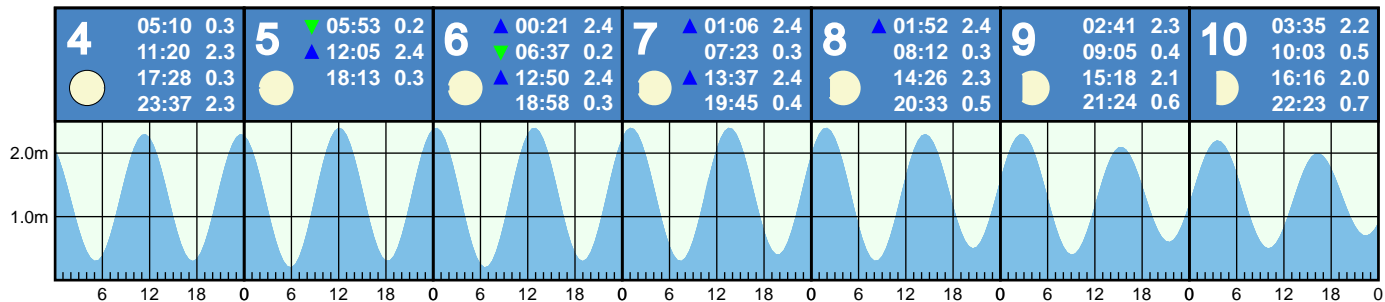 4
05:10 0.3
11:20 2.3
17:28 0.3
23:37 2.3
5
▼ 05:53 0.2
▲ 12:05 2.4
18:13 0.3
6
▲ 00:21 2.4
▼ 06:37 0.2
▲ 12:50 2.4
18:58 0.3
7
▲ 01:06 2.4
07:23 0.3
▲ 13:37 2.4
19:45 0.4
8
▲ 01:52 2.4
08:12 0.3
14:26 2.3
20:33 0.5
9
02:41 2.3
09:05 0.4
15:18 2.1
21:24 0.6
10
03:35 2.2
10:03 0.5
16:16 2.0
22:23 0.7
2.0m
1.0m
6 12 18 0 6 12 18 0 6 12 18 0 6 12 18 0 6 12 18 0 6 12 18 0 6 12 18 0